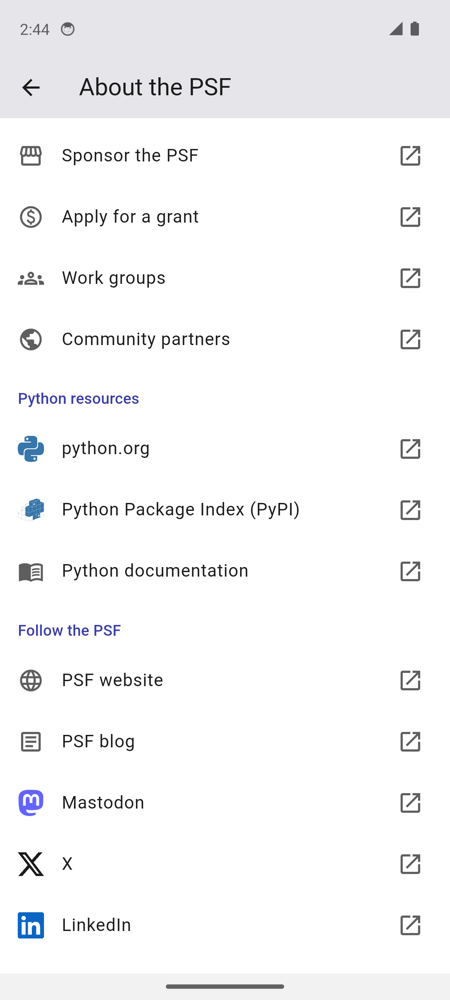 2:44
About the PSF
Sponsor the PSF
Apply for a grant
Work groups
Community partners
Python resources
python.org
Python Package Index (PyPI)
Python documentation
Follow the PSF
PSF website
PSF blog
Mastodon
X
LinkedIn